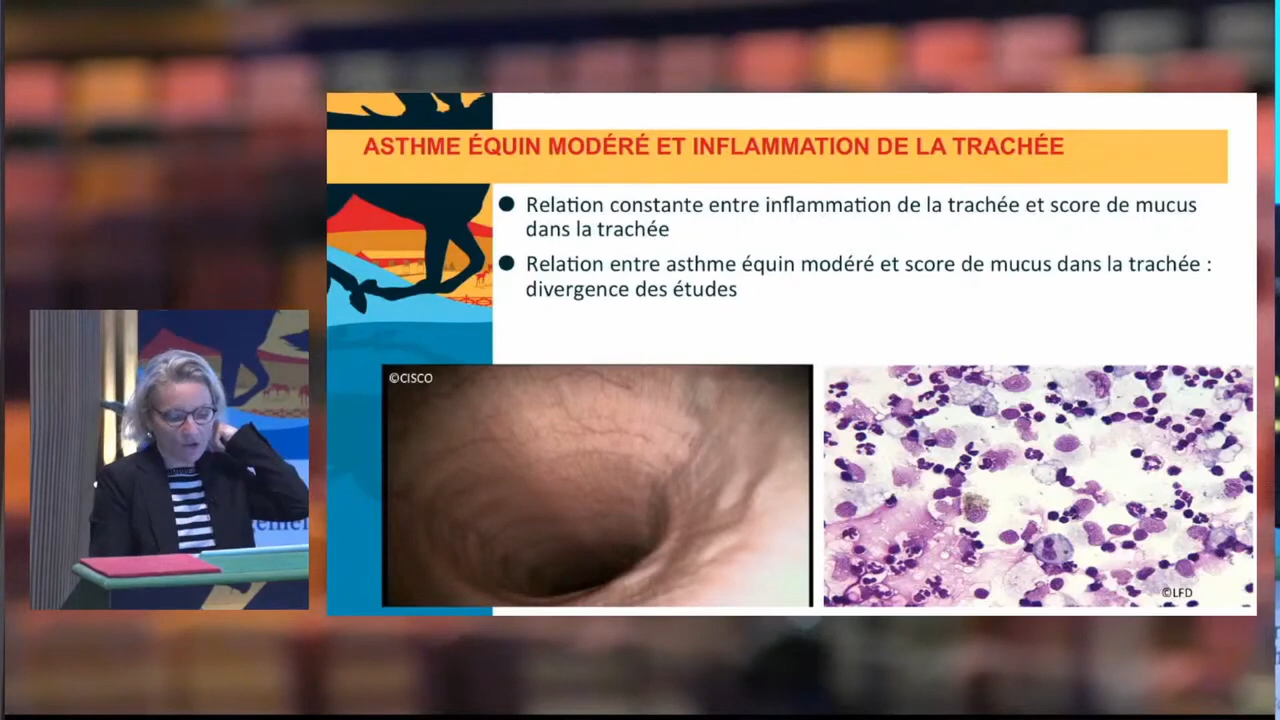 ASTHME ÉQUIN MODÉRÉ ET INFLAMMATION DE LA TRACHÉE
● Relation constante entre inflammation de la trachée et score de mucus
dans la trachée
● Relation entre asthme équin modéré et score de mucus dans la trachée :
divergence des études
©CISCO
©LFD